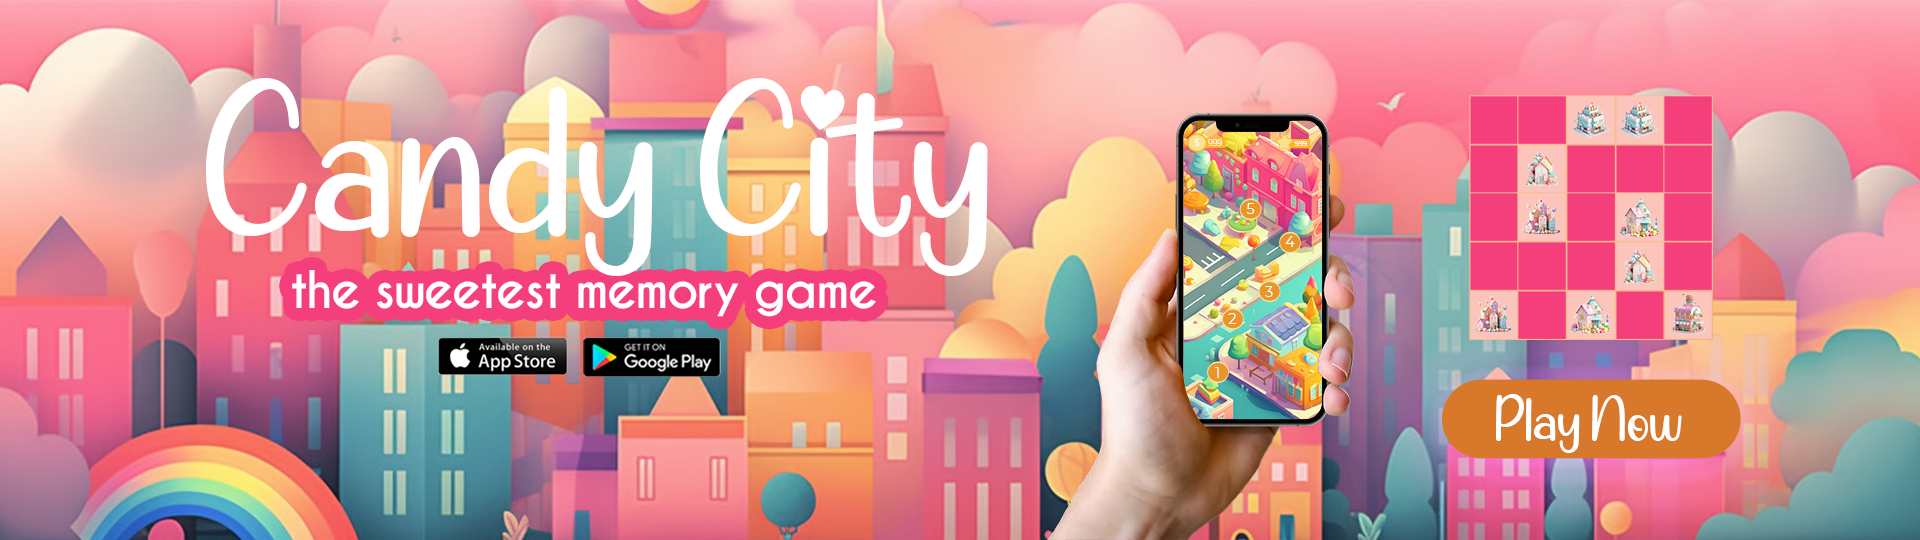 Candy City
the sweetest memory game
Available on the
App Store
GET IT ON
Google Play
999
599
5
4
3
2
1
Play Now